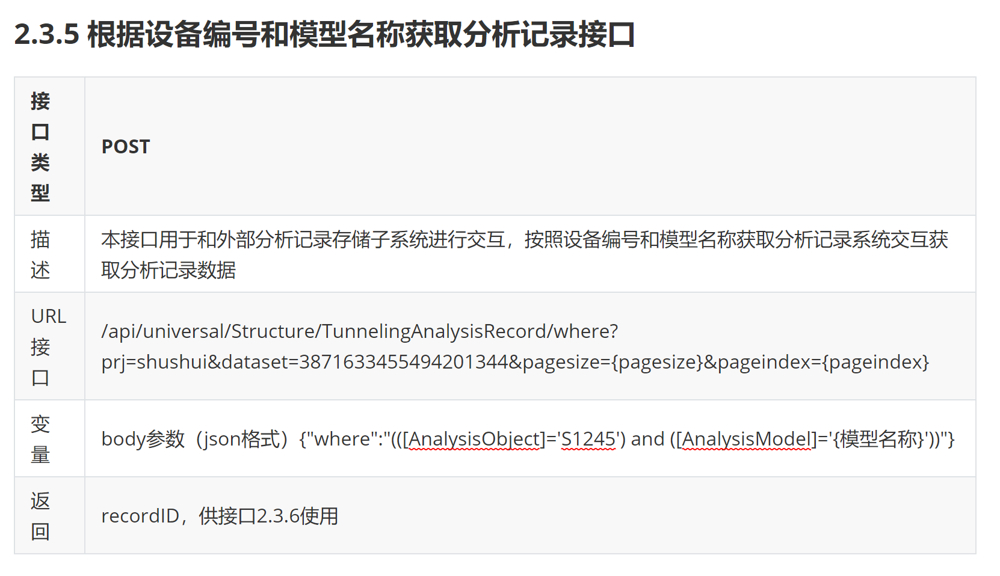 2.3.5 根据设备编号和模型名称获取分析记录接口
接
口
类
型
POST
描
述
本接口用于和外部分析记录存储子系统进行交互，按照设备编号和模型名称获取分析记录系统交互获
取分析记录数据
URL
接
口
/api/universal/Structure/TunnelingAnalysisRecord/where?
prj=shushui&dataset=3871633455494201344&pagesize={pagesize}&pageindex={pageindex}
变
量
body参数（json格式）{"where":"(([AnalysisObject]='S1245') and ([AnalysisModel]='{模型名称}'))"}
返
回
recordID，供接口2.3.6使用